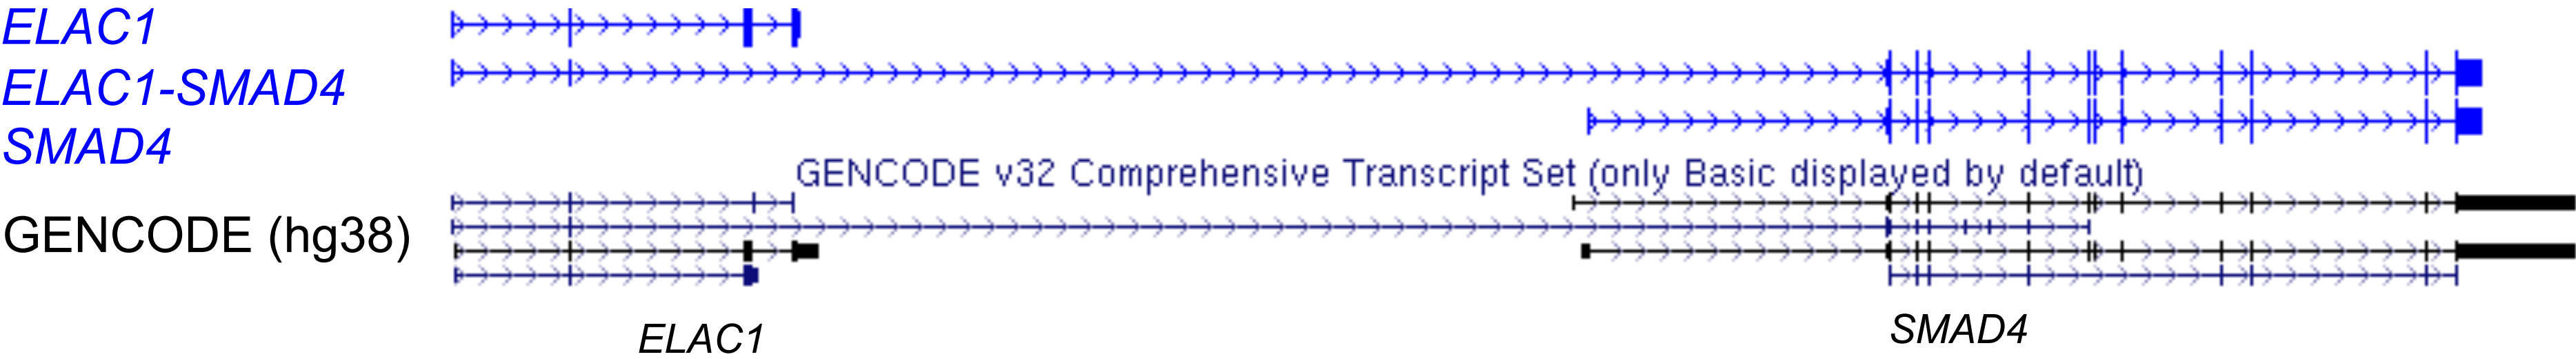 ELAC1
ELAC1-SMAD4
SMAD4
GENCODE v32 Comprehensive Transcript Set (only Basic displayed by default)
GENCODE (hg38)
ELAC1
SMAD4